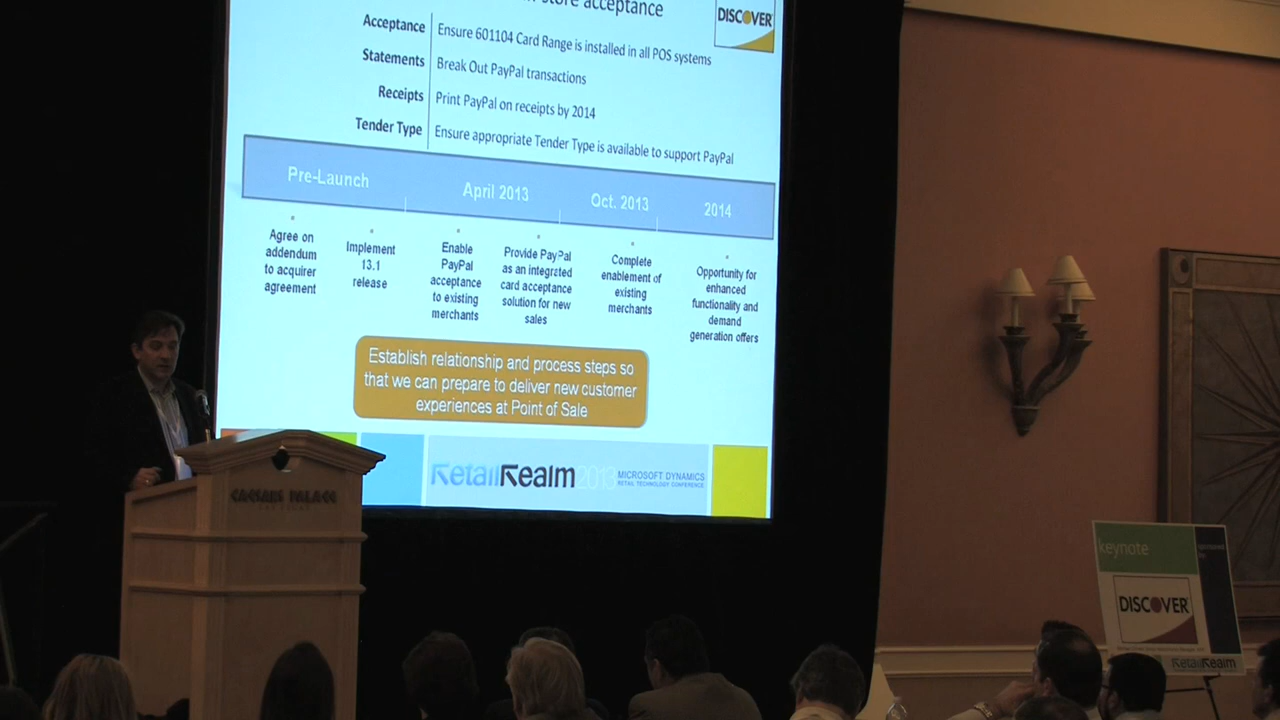 store acceptance
DISCOVER
Acceptance Ensure 601104 Card Range is installed in all POS systems
Statements Break Out PayPal transactions
Receipts Print PayPal on receipts by 2014
Tender Type Ensure appropriate Tender Type is available to support PayPal
Pre-Launch April 2013 Oct. 2013 2014
Agree on
addendum
to acquirer
agreement
Implement
13.1
release
Enable
PayPal
acceptance
to existing
merchants
Provide PayPal
as an integrated
card acceptance
solution for new
sales
Complete
enablement of
existing
merchants
Opportunity for
enhanced
functionality and
demand
generation offers
Establish relationship and process steps so
that we can prepare to deliver new customer
experiences at Point of Sale
RetailRealm 2013 MICROSOFT DYNAMICS
RETAIL TECHNOLOGY CONFERENCE
CAESARS PALACE
keynote
sponsored
by
DISCOVER
RetailRealm